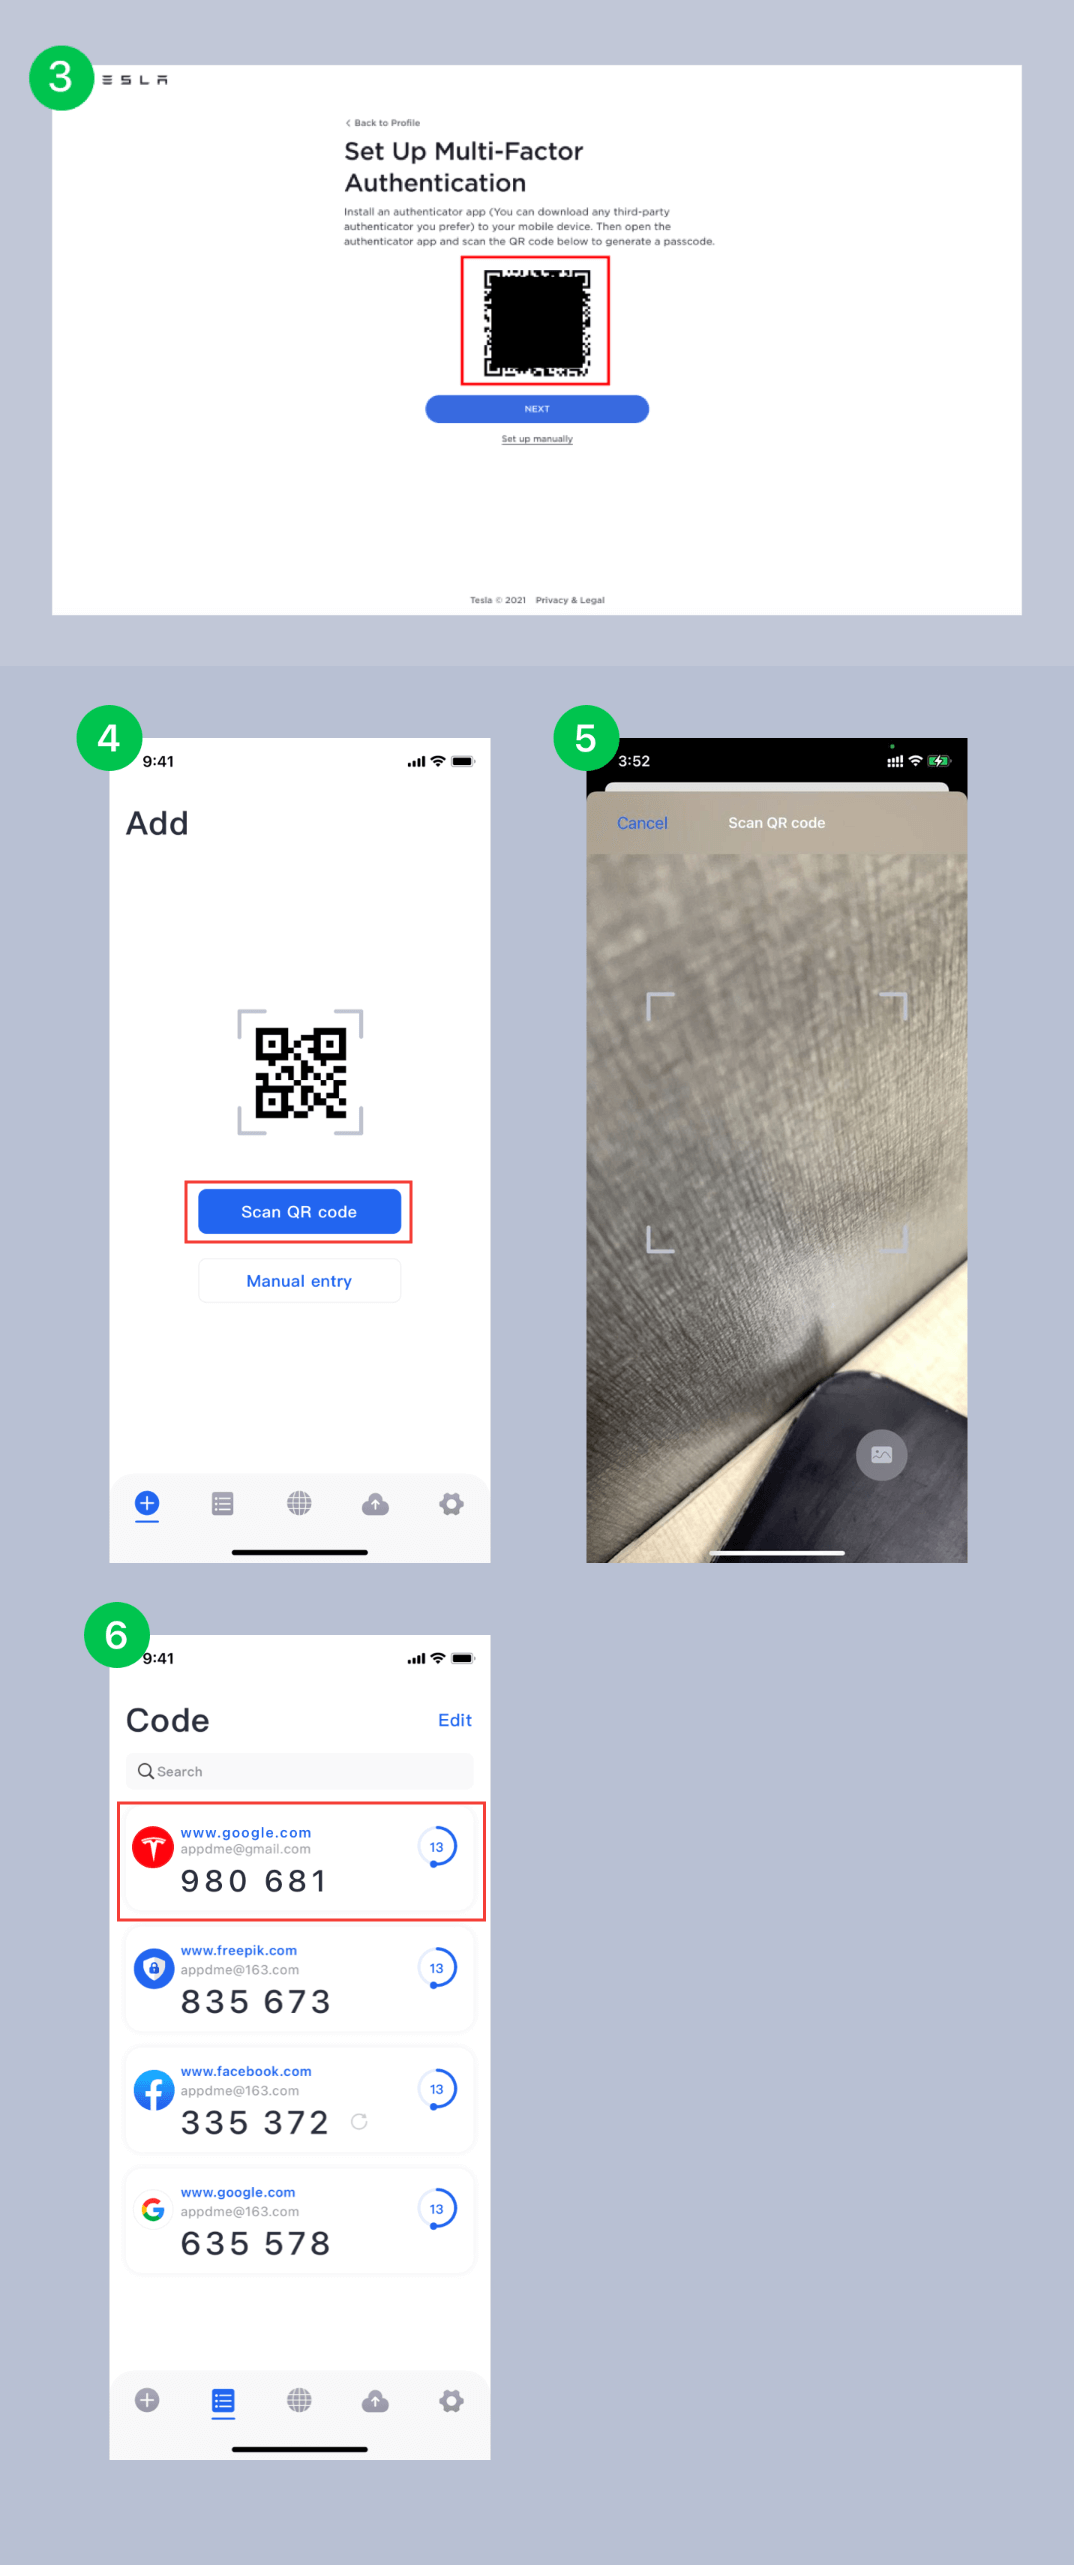 3
ESLA
Back to Profile
Set Up Multi-Factor
Authentication
Install an authenticator app (You can download any third-party
authenticator you prefer) to your mobile device. Then open the
authenticator app and scan the QR code below to generate a passcode.
NEXT
Set up manually
Tesla © 2021 Privacy & Legal
4
9:41
Add
Scan QR code
Manual entry
5
3:52
Cancel
Scan QR code
6
9:41
Code
Edit
Search
www.google.com
appdme@gmail.com
13
980 681
www.freepik.com
appdme@163.com
13
835 673
www.facebook.com
appdme@163.com
13
335 372
www.google.com
appdme@163.com
13
635 578